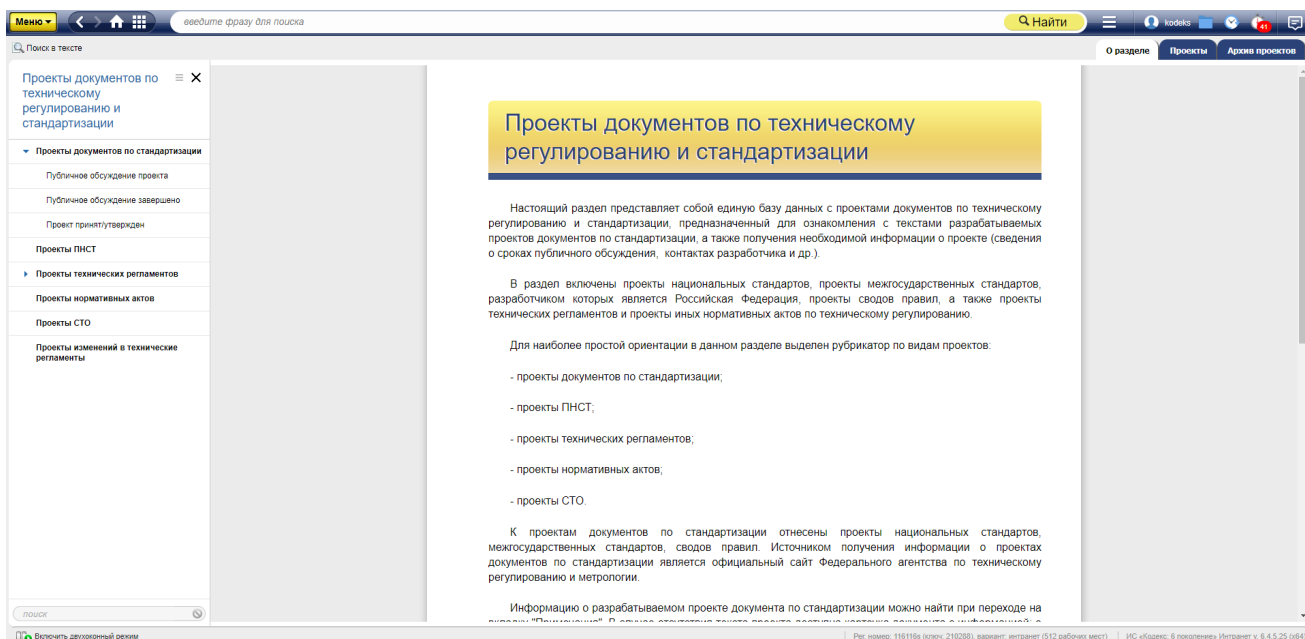 Меню
введите фразу для поиска
Найти
kodeks
41
Поиск в тексте
О разделе
Проекты
Архив проектов
Проекты документов по
техническому
регулированию и
стандартизации
Проекты документов по стандартизации
Публичное обсуждение проекта
Публичное обсуждение завершено
Проект принят/утвержден
Проекты ПНСТ
Проекты технических регламентов
Проекты нормативных актов
Проекты СТО
Проекты изменений в технические
регламенты
поиск
Проекты документов по техническому
регулированию и стандартизации
Настоящий раздел представляет собой единую базу данных с проектами документов по техническому
регулированию и стандартизации, предназначенный для ознакомления с текстами разрабатываемых
проектов документов по стандартизации, а также получения необходимой информации о проекте (сведения
о сроках публичного обсуждения, контактах разработчика и др.).
В раздел включены проекты национальных стандартов, проекты межгосударственных стандартов,
разработчиком которых является Российская Федерация, проекты сводов правил, а также проекты
технических регламентов и проекты иных нормативных актов по техническому регулированию.
Для наиболее простой ориентации в данном разделе выделен рубрикатор по видам проектов:
- проекты документов по стандартизации;
- проекты ПНСТ;
- проекты технических регламентов;
- проекты нормативных актов;
- проекты СТО.
К проектам документов по стандартизации отнесены проекты национальных стандартов,
межгосударственных стандартов, сводов правил. Источником получения информации о проектах
документов по стандартизации является официальный сайт Федерального агентства по техническому
регулированию и метрологии.
Информацию о разрабатываемом проекте документа по стандартизации можно найти при переходе на
вкладку "Примечания". В случае отсутствия текста проекта доступна карточка документа с информацией: о
Включить двухоконный режим
Рег. номер: 116116s (ключ: 210288), вариант: интранет (512 рабочих мест)
ИС «Кодекс: 6 поколение» Интранет v. 6.4.5.25 (x64)